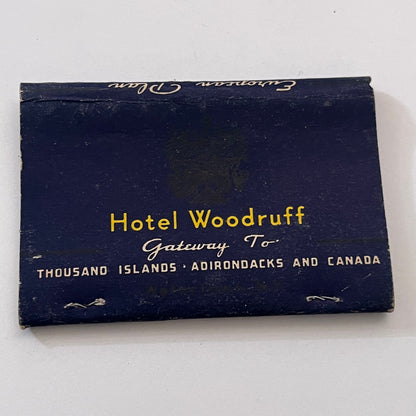 European Plan
Hotel Woodruff
Gateway To
THOUSAND ISLANDS · ADIRONDACKS AND CANADA